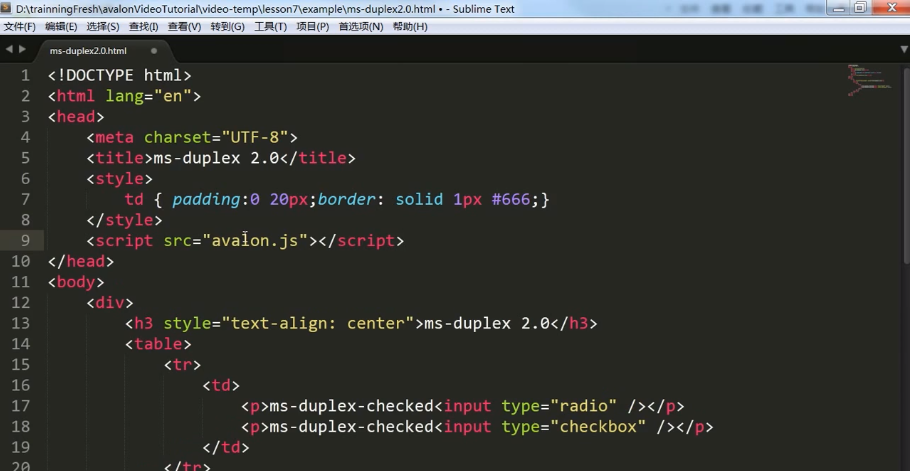 D:\trainningFresh\avalonVideoTutorial\video-temp\lesson7\example\ms-duplex2.0.html • - Sublime Text
文件(F) 编辑(E) 选择(S) 查找(I) 查看(V) 转到(G) 工具(T) 项目(P) 首选项(N) 帮助(H)
ms-duplex2.0.html
1 <!DOCTYPE html>
2 <html lang="en">
3 <head>
4 <meta charset="UTF-8">
5 <title>ms-duplex 2.0</title>
6 <style>
7 td { padding:0 20px;border: solid 1px #666;}
8 </style>
9 <script src="avalon.js"></script>
10 </head>
11 <body>
12 <div>
13 <h3 style="text-align: center">ms-duplex 2.0</h3>
14 <table>
15 <tr>
16 <td>
17 <p>ms-duplex-checked<input type="radio" /></p>
18 <p>ms-duplex-checked<input type="checkbox" /></p>
19 </td>
20 </tr>